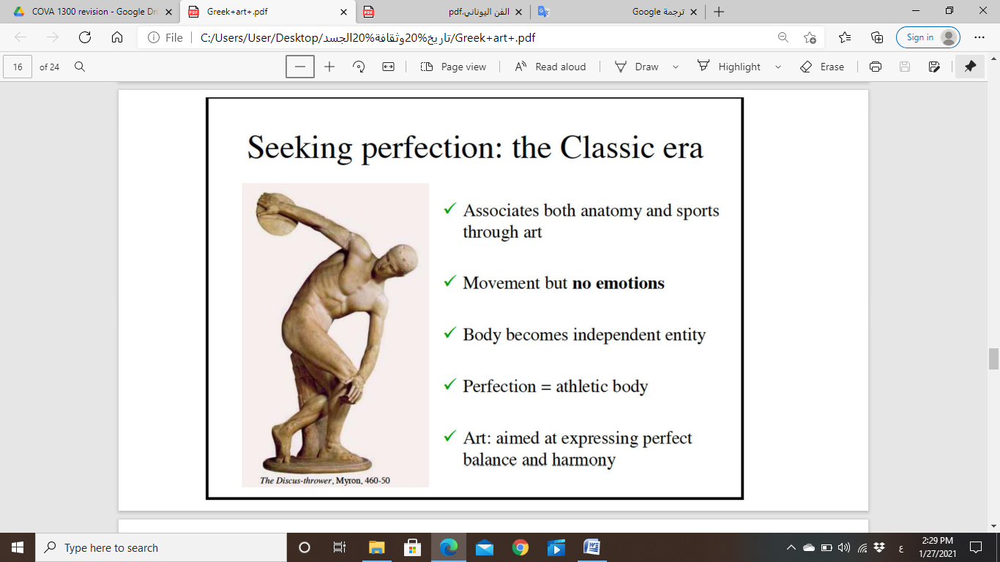 COVA 1300 revision - Google Dri
Greek+art+.pdf
الفن اليوناني.pdf
ترجمة Google
File
C:/Users/User/Desktop/تاريخ%20وثقافة%20الجسد/Greek+art+.pdf
Sign in
16
of 24
Page view
Read aloud
Draw
Highlight
Erase
Seeking perfection: the Classic era
Associates both anatomy and sports
through art
Movement but no emotions
Body becomes independent entity
Perfection = athletic body
Art: aimed at expressing perfect
balance and harmony
The Discus-thrower, Myron, 460-50
Type here to search
ع
2:29 PM
1/27/2021